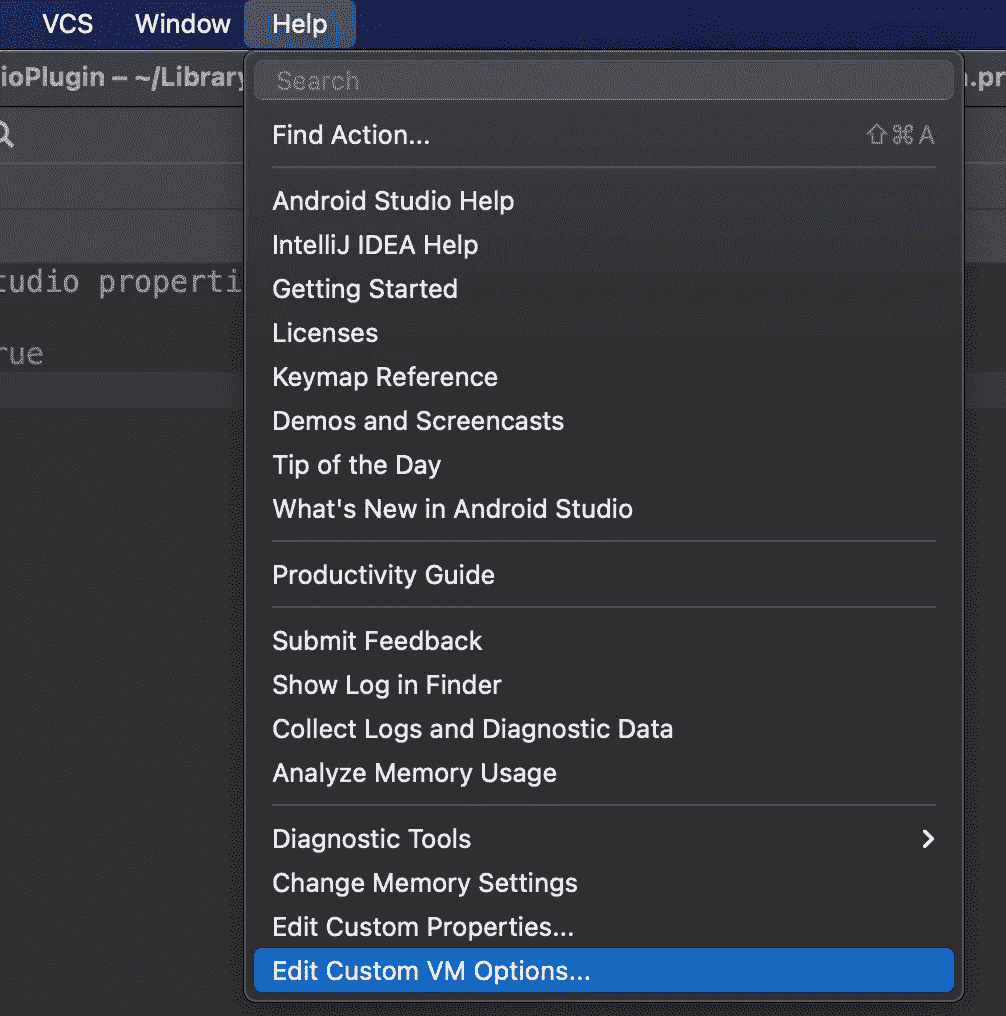 VCS Window Help
ioPlugin – ~/Library
.pr
Search
Find Action... ⇧⌘A
Android Studio Help
IntelliJ IDEA Help
tudio properti
Getting Started
Licenses
rue
Keymap Reference
Demos and Screencasts
Tip of the Day
What's New in Android Studio
Productivity Guide
Submit Feedback
Show Log in Finder
Collect Logs and Diagnostic Data
Analyze Memory Usage
Diagnostic Tools
Change Memory Settings
Edit Custom Properties...
Edit Custom VM Options...